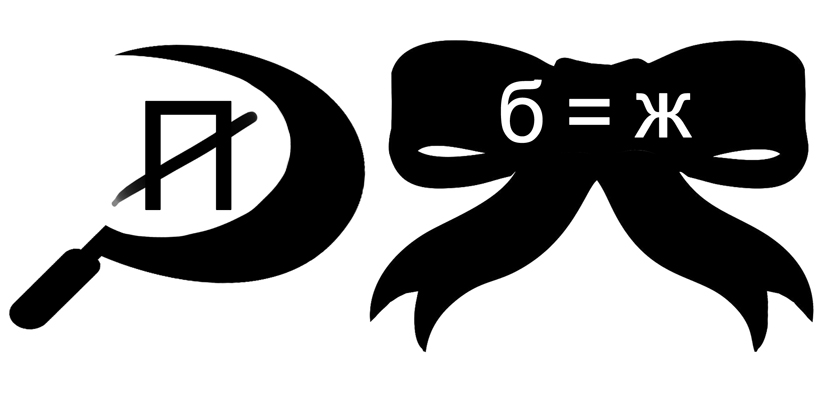 П
б = ж